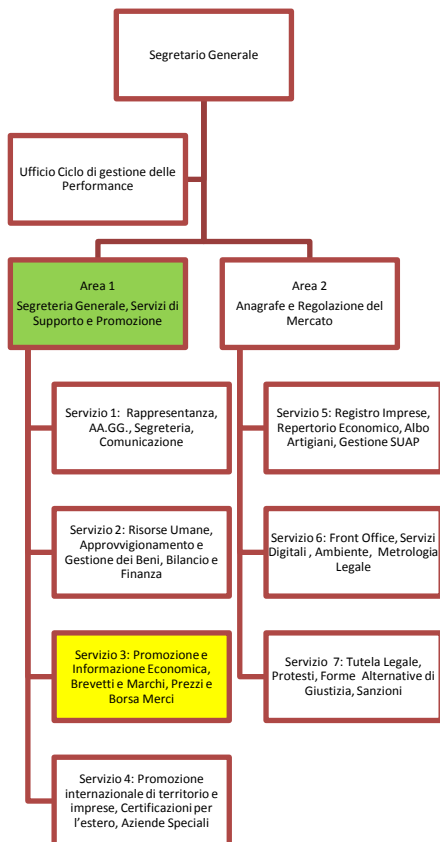 Segretario Generale
Ufficio Ciclo di gestione delle
Performance
Area 1
Segreteria Generale, Servizi di
Supporto e Promozione
Area 2
Anagrafe e Regolazione del
Mercato
Servizio 1:  Rappresentanza,
AA.GG., Segreteria,
Comunicazione
Servizio 2: Risorse Umane,
Approvvigionamento e
Gestione dei Beni, Bilancio e
Finanza
Servizio 3: Promozione e
Informazione Economica,
Brevetti e Marchi, Prezzi e
Borsa Merci
Servizio 4: Promozione
internazionale di territorio e
imprese, Certificazioni per
l'estero, Aziende Speciali
Servizio 5: Registro Imprese,
Repertorio Economico, Albo
Artigiani, Gestione SUAP
Servizio 6: Front Office, Servizi
Digitali , Ambiente,  Metrologia
Legale
Servizio  7: Tutela Legale,
Protesti, Forme  Alternative di
Giustizia, Sanzioni